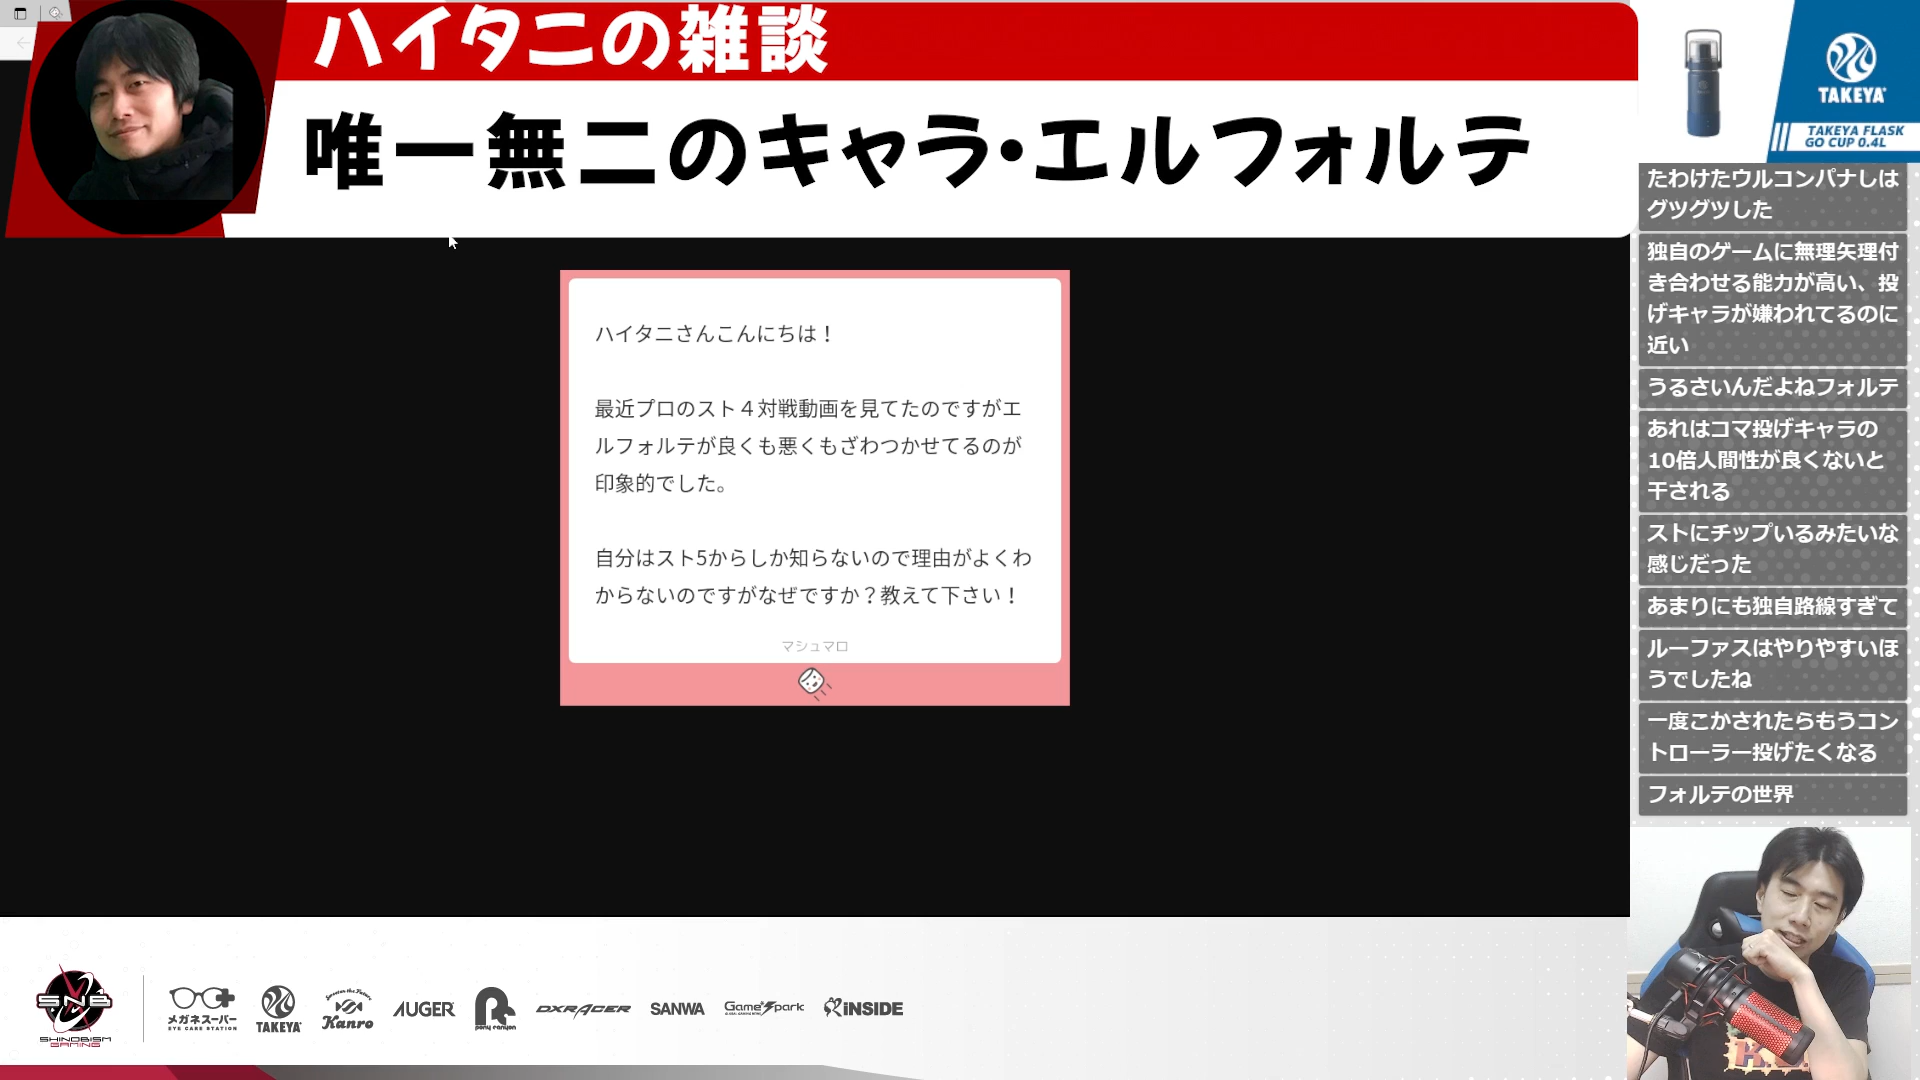 ハイタニの雑談
唯一無二のキャラ・エルフォルテ
ハイタニさんこんにちは！
最近プロのスト４対戦動画を見てたのですがエ
ルフォルテが良くも悪くもざわつかせてるのが
印象的でした。
自分はスト5からしか知らないので理由がよくわ
からないのですがなぜですか？教えて下さい！
マシュマロ
TAKEYA
TAKEYA FLASK
GO CUP 0.4L
たわけたウルコンパナしは
グツグツした
独自のゲームに無理矢理付
き合わせる能力が高い、投
げキャラが嫌われてるのに
近い
うるさいんだよねフォルテ
あれはコマ投げキャラの
10倍人間性が良くないと
干される
ストにチップいるみたいな
感じだった
あまりにも独自路線すぎて
ルーファスはやりやすいほ
うでしたね
一度こかされたらもうコン
トローラー投げたくなる
フォルテの世界
SNB
SHINOBISM
GAMING
メガネスーパー
EYE CARE STATION
TAKEYA
Kanro
AUGER
pony canyon
DXRACER
SANWA
Game*Spark
iNSIDE